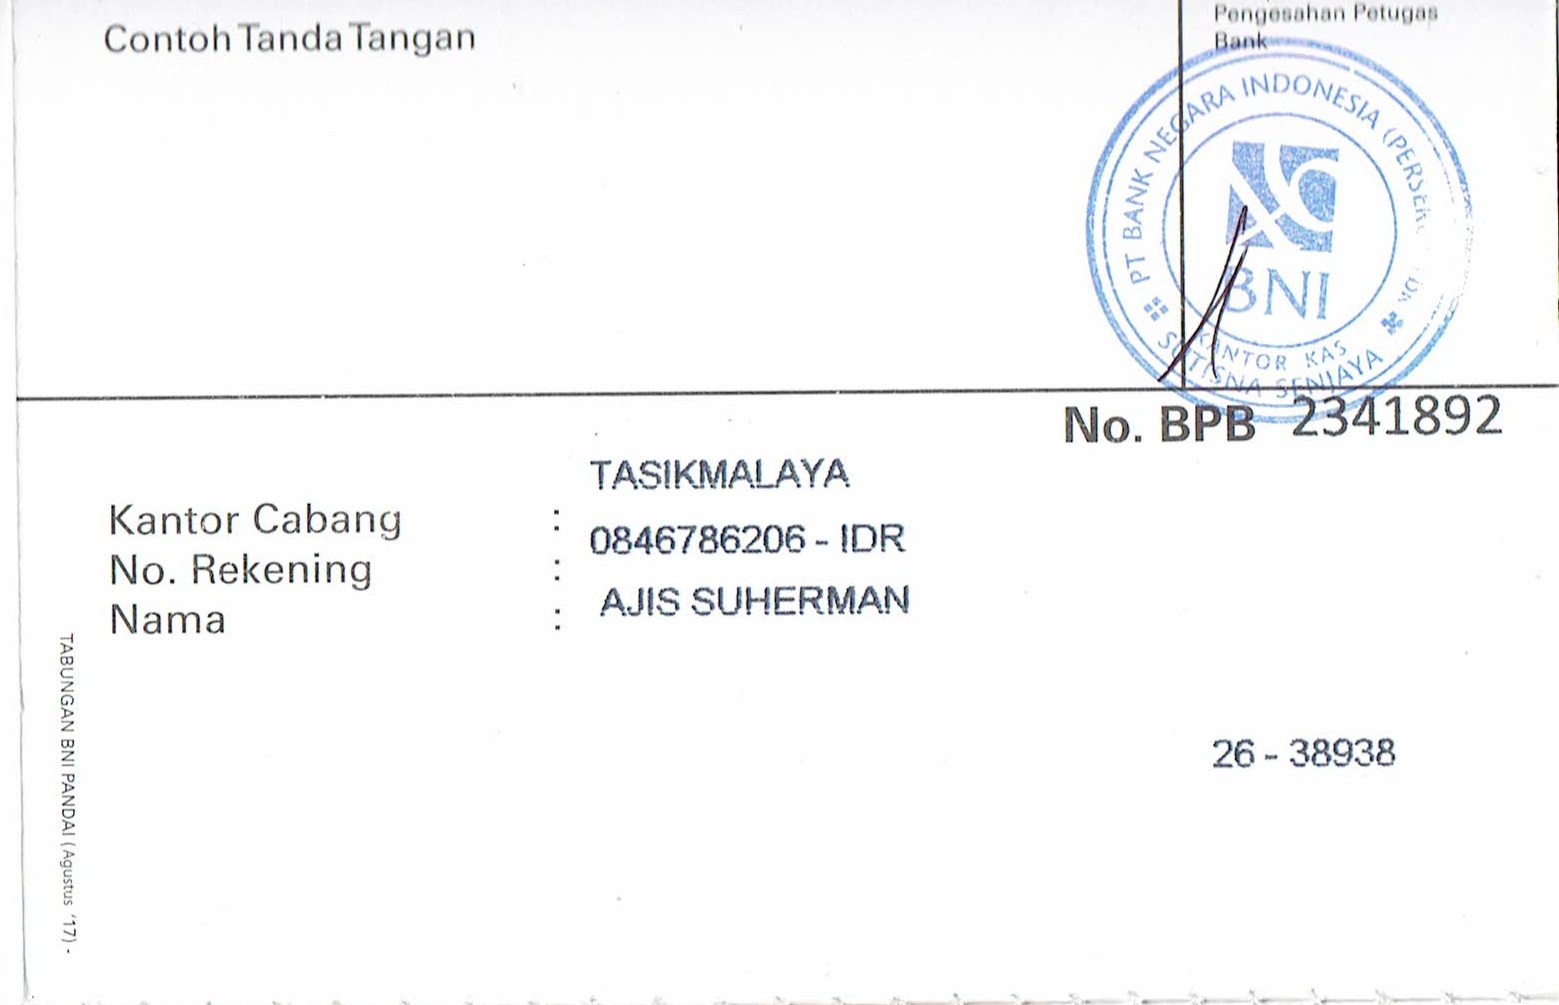 Contoh Tanda Tangan
Pengesahan Petugas
Bank
PT BANK NEGARA INDONESIA
BNI
KANTOR KAS
SUTISNA SENJAYA
No. BPB 2341892
TASIKMALAYA
Kantor Cabang :
0846786206 - IDR
No. Rekening :
AJIS SUHERMAN
Nama :
26 - 38938
TABUNGAN BNI PANDAI ( Agustus '17) -